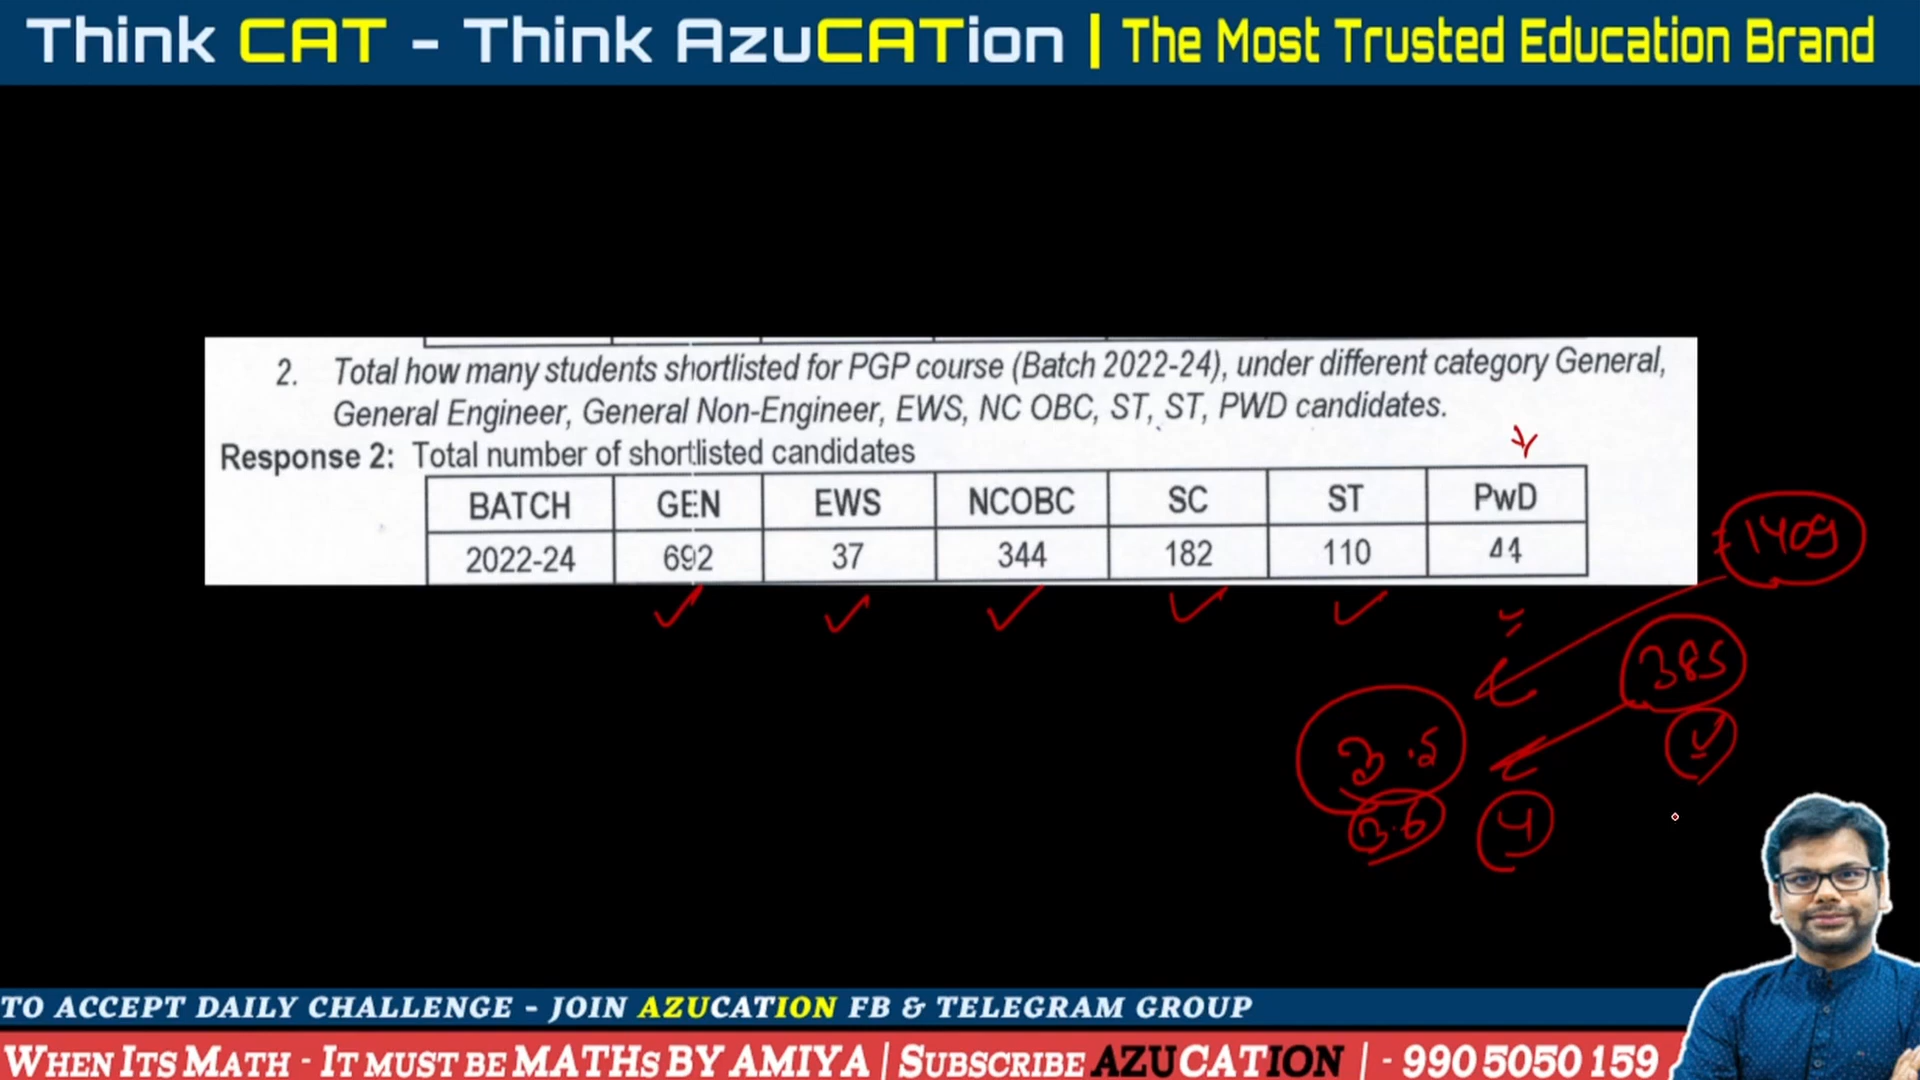 Think CAT - Think AzuCATion | The Most Trusted Education Brand
2. Total how many students shortlisted for PGP course (Batch 2022-24), under different category General,
General Engineer, General Non-Engineer, EWS, NC OBC, ST, ST, PWD candidates.
Response 2: Total number of shortlisted candidates
BATCH GEN EWS NCOBC SC ST PwD
2022-24 692 37 344 182 110 44
= 1409
385
3.5
3.6 4
TO ACCEPT DAILY CHALLENGE - JOIN AZUCATION FB & TELEGRAM GROUP
WHEN ITS MATH - IT MUST BE MATHS BY AMIYA | SUBSCRIBE AZUCATION | - 990 5050 159